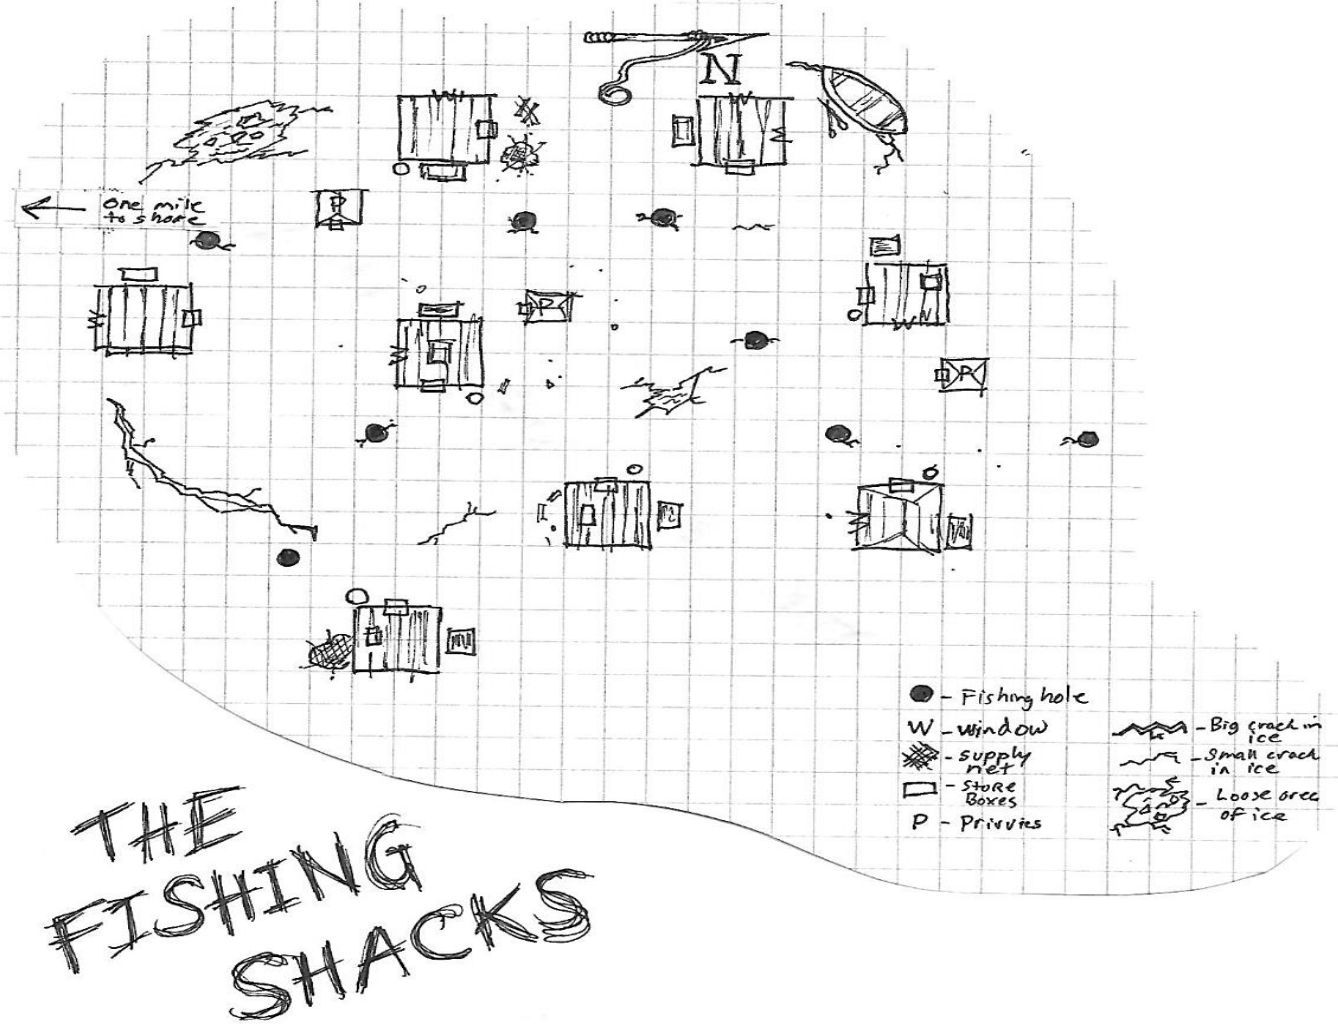 N
W
W
W
One mile
to shore
P
W
W
P
W
W
P
W
● - Fishing hole
W - window
- supply
net
- store
Boxes
P - Privvies
- Big crack in
ice
- Small crack
in ice
- Loose area
of ice
THE
FISHING
SHACKS